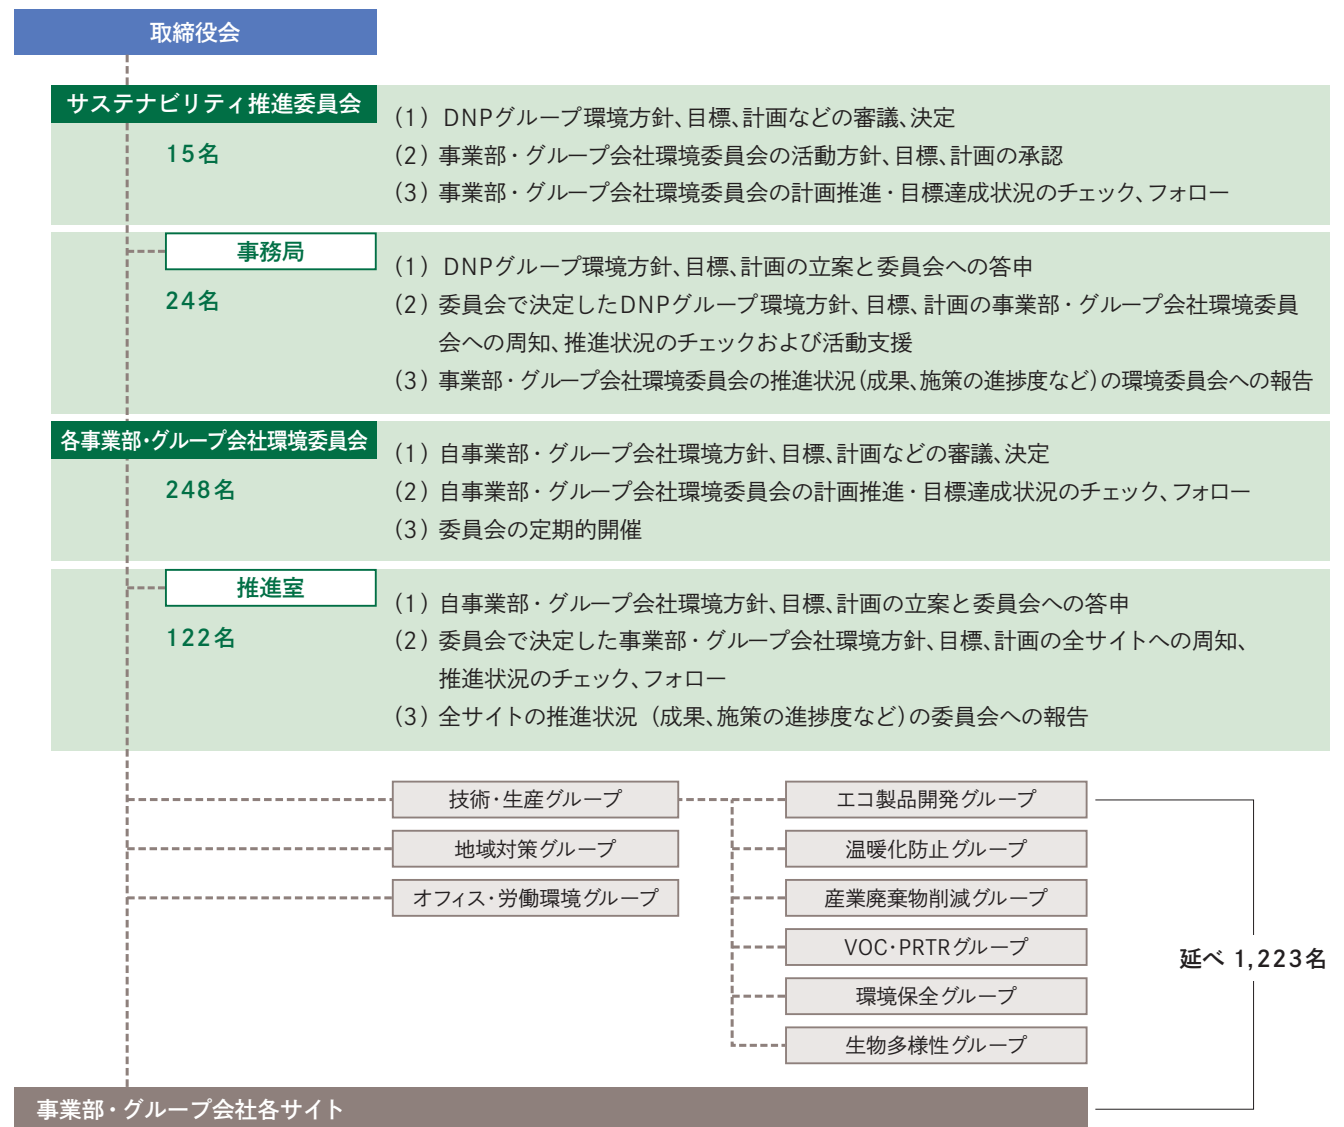 取締役会
サステナビリティ推進委員会
15名
(1) DNPグループ環境方針、目標、計画などの審議、決定
(2) 事業部・グループ会社環境委員会の活動方針、目標、計画の承認
(3) 事業部・グループ会社環境委員会の計画推進・目標達成状況のチェック、フォロー
事務局
24名
(1) DNPグループ環境方針、目標、計画の立案と委員会への答申
(2) 委員会で決定したDNPグループ環境方針、目標、計画の事業部・グループ会社環境委員
会への周知、推進状況のチェックおよび活動支援
(3) 事業部・グループ会社環境委員会の推進状況(成果、施策の進捗度など)の環境委員会への報告
各事業部・グループ会社環境委員会
248名
(1) 自事業部・グループ会社環境方針、目標、計画などの審議、決定
(2) 自事業部・グループ会社環境委員会の計画推進・目標達成状況のチェック、フォロー
(3) 委員会の定期的開催
推進室
122名
(1) 自事業部・グループ会社環境方針、目標、計画の立案と委員会への答申
(2) 委員会で決定した事業部・グループ会社環境方針、目標、計画の全サイトへの周知、
推進状況のチェック、フォロー
(3) 全サイトの推進状況 (成果、施策の進捗度など)の委員会への報告
技術・生産グループ
地域対策グループ
オフィス・労働環境グループ
エコ製品開発グループ
温暖化防止グループ
産業廃棄物削減グループ
VOC・PRTRグループ
環境保全グループ
生物多様性グループ
延べ 1,223名
事業部・グループ会社各サイト